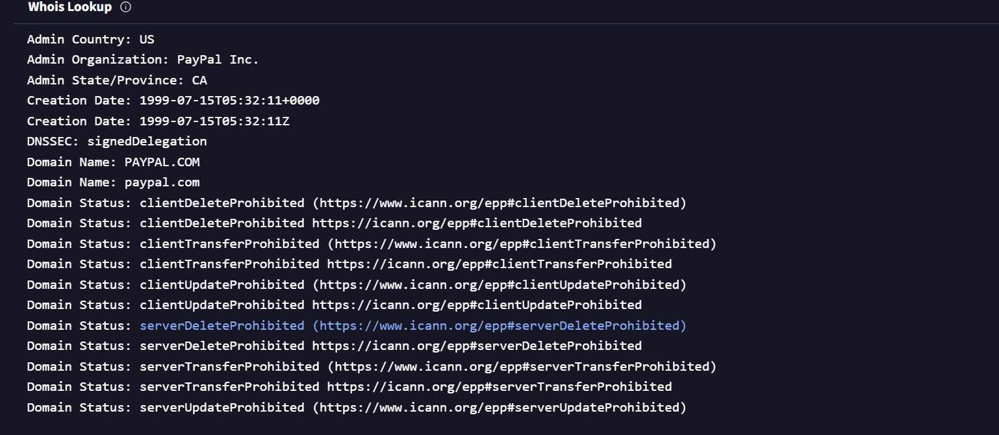 Whois Lookup
Admin Country: US
Admin Organization: PayPal Inc.
Admin State/Province: CA
Creation Date: 1999-07-15T05:32:11+0000
Creation Date: 1999-07-15T05:32:11Z
DNSSEC: signedDelegation
Domain Name: PAYPAL.COM
Domain Name: paypal.com
Domain Status: clientDeleteProhibited (https://www.icann.org/epp#clientDeleteProhibited)
Domain Status: clientDeleteProhibited https://icann.org/epp#clientDeleteProhibited
Domain Status: clientTransferProhibited (https://www.icann.org/epp#clientTransferProhibited)
Domain Status: clientTransferProhibited https://icann.org/epp#clientTransferProhibited
Domain Status: clientUpdateProhibited (https://www.icann.org/epp#clientUpdateProhibited)
Domain Status: clientUpdateProhibited https://icann.org/epp#clientUpdateProhibited
Domain Status: serverDeleteProhibited (https://www.icann.org/epp#serverDeleteProhibited)
Domain Status: serverDeleteProhibited https://icann.org/epp#serverDeleteProhibited
Domain Status: serverTransferProhibited (https://www.icann.org/epp#serverTransferProhibited)
Domain Status: serverTransferProhibited https://icann.org/epp#serverTransferProhibited
Domain Status: serverUpdateProhibited (https://www.icann.org/epp#serverUpdateProhibited)